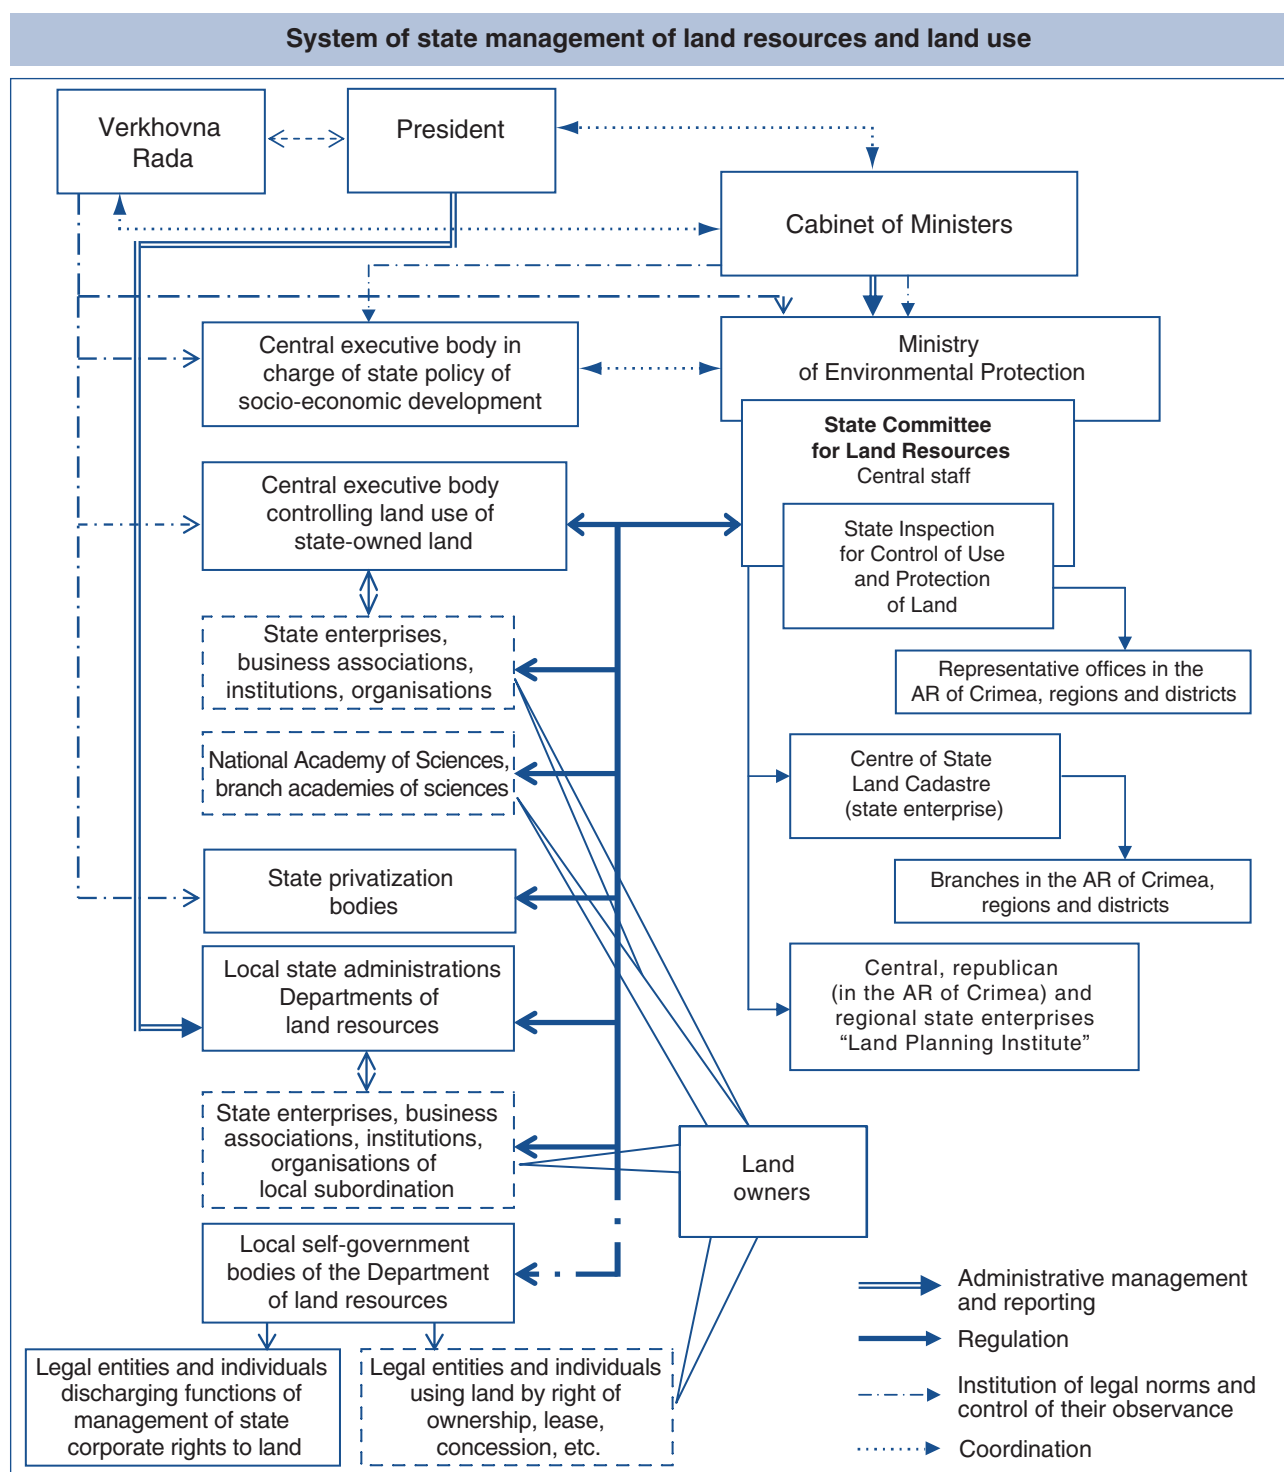 System of state management of land resources and land use
Verkhovna
Rada
President
Cabinet of Ministers
Central executive body in
charge of state policy of
socio-economic development
Ministry
of Environmental Protection
State Committee
for Land Resources
Central staff
State Inspection
for Control of Use
and Protection
of Land
Central executive body
controlling land use of
state-owned land
State enterprises,
business associations,
institutions, organisations
Representative offices in the
AR of Crimea, regions and districts
National Academy of Sciences,
branch academies of sciences
Centre of State
Land Cadastre
(state enterprise)
State privatization
bodies
Branches in the AR of Crimea,
regions and districts
Local state administrations
Departments of
land resources
Central, republican
(in the AR of Crimea) and
regional state enterprises
“Land Planning Institute”
State enterprises, business
associations, institutions,
organisations of
local subordination
Land
owners
Local self-government
bodies of the Department
of land resources
Legal entities and individuals
discharging functions of
management of state
corporate rights to land
Legal entities and individuals
using land by right of
ownership, lease,
concession, etc.
Administrative management
and reporting
Regulation
Institution of legal norms and
control of their observance
Coordination